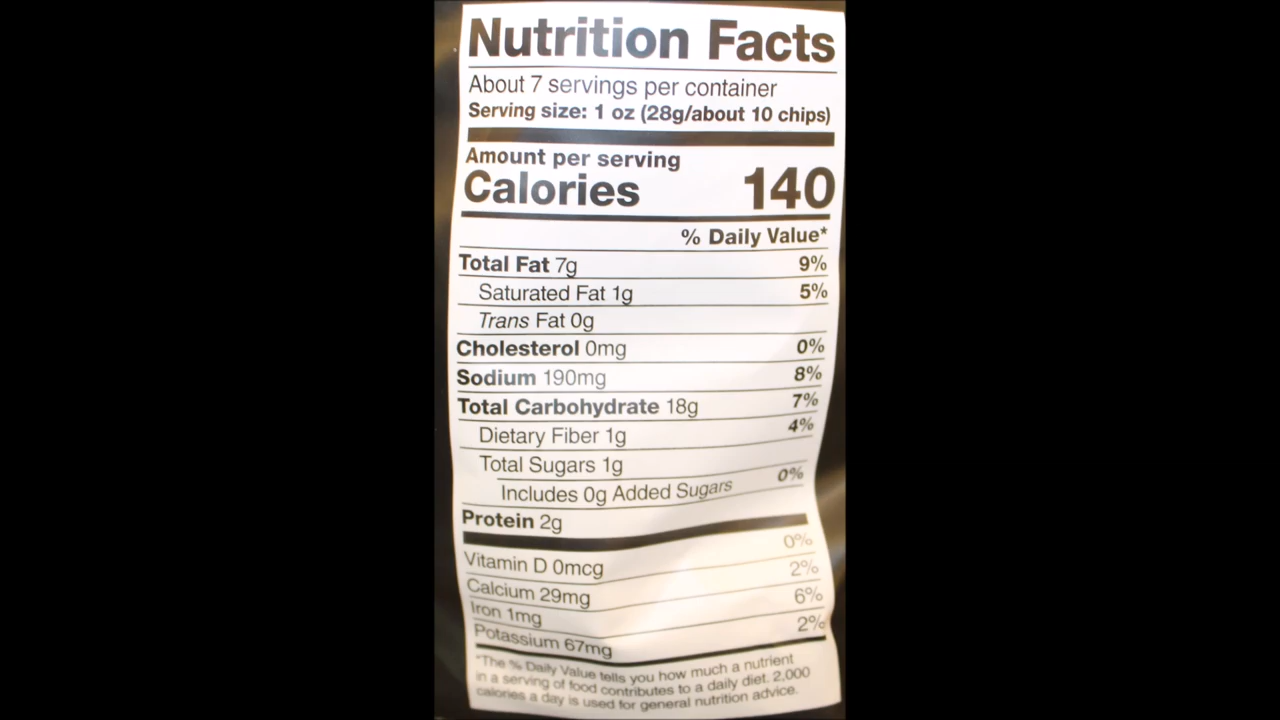 Nutrition Facts
About 7 servings per container
Serving size: 1 oz (28g/about 10 chips)
Amount per serving
Calories 140
% Daily Value*
Total Fat 7g 9%
Saturated Fat 1g 5%
Trans Fat 0g
Cholesterol 0mg 0%
Sodium 190mg 8%
Total Carbohydrate 18g 7%
Dietary Fiber 1g 4%
Total Sugars 1g
Includes 0g Added Sugars 0%
Protein 2g
Vitamin D 0mcg 0%
Calcium 29mg 2%
Iron 1mg 6%
Potassium 67mg 2%
*The % Daily Value tells you how much a nutrient
in a serving of food contributes to a daily diet. 2,000
calories a day is used for general nutrition advice.